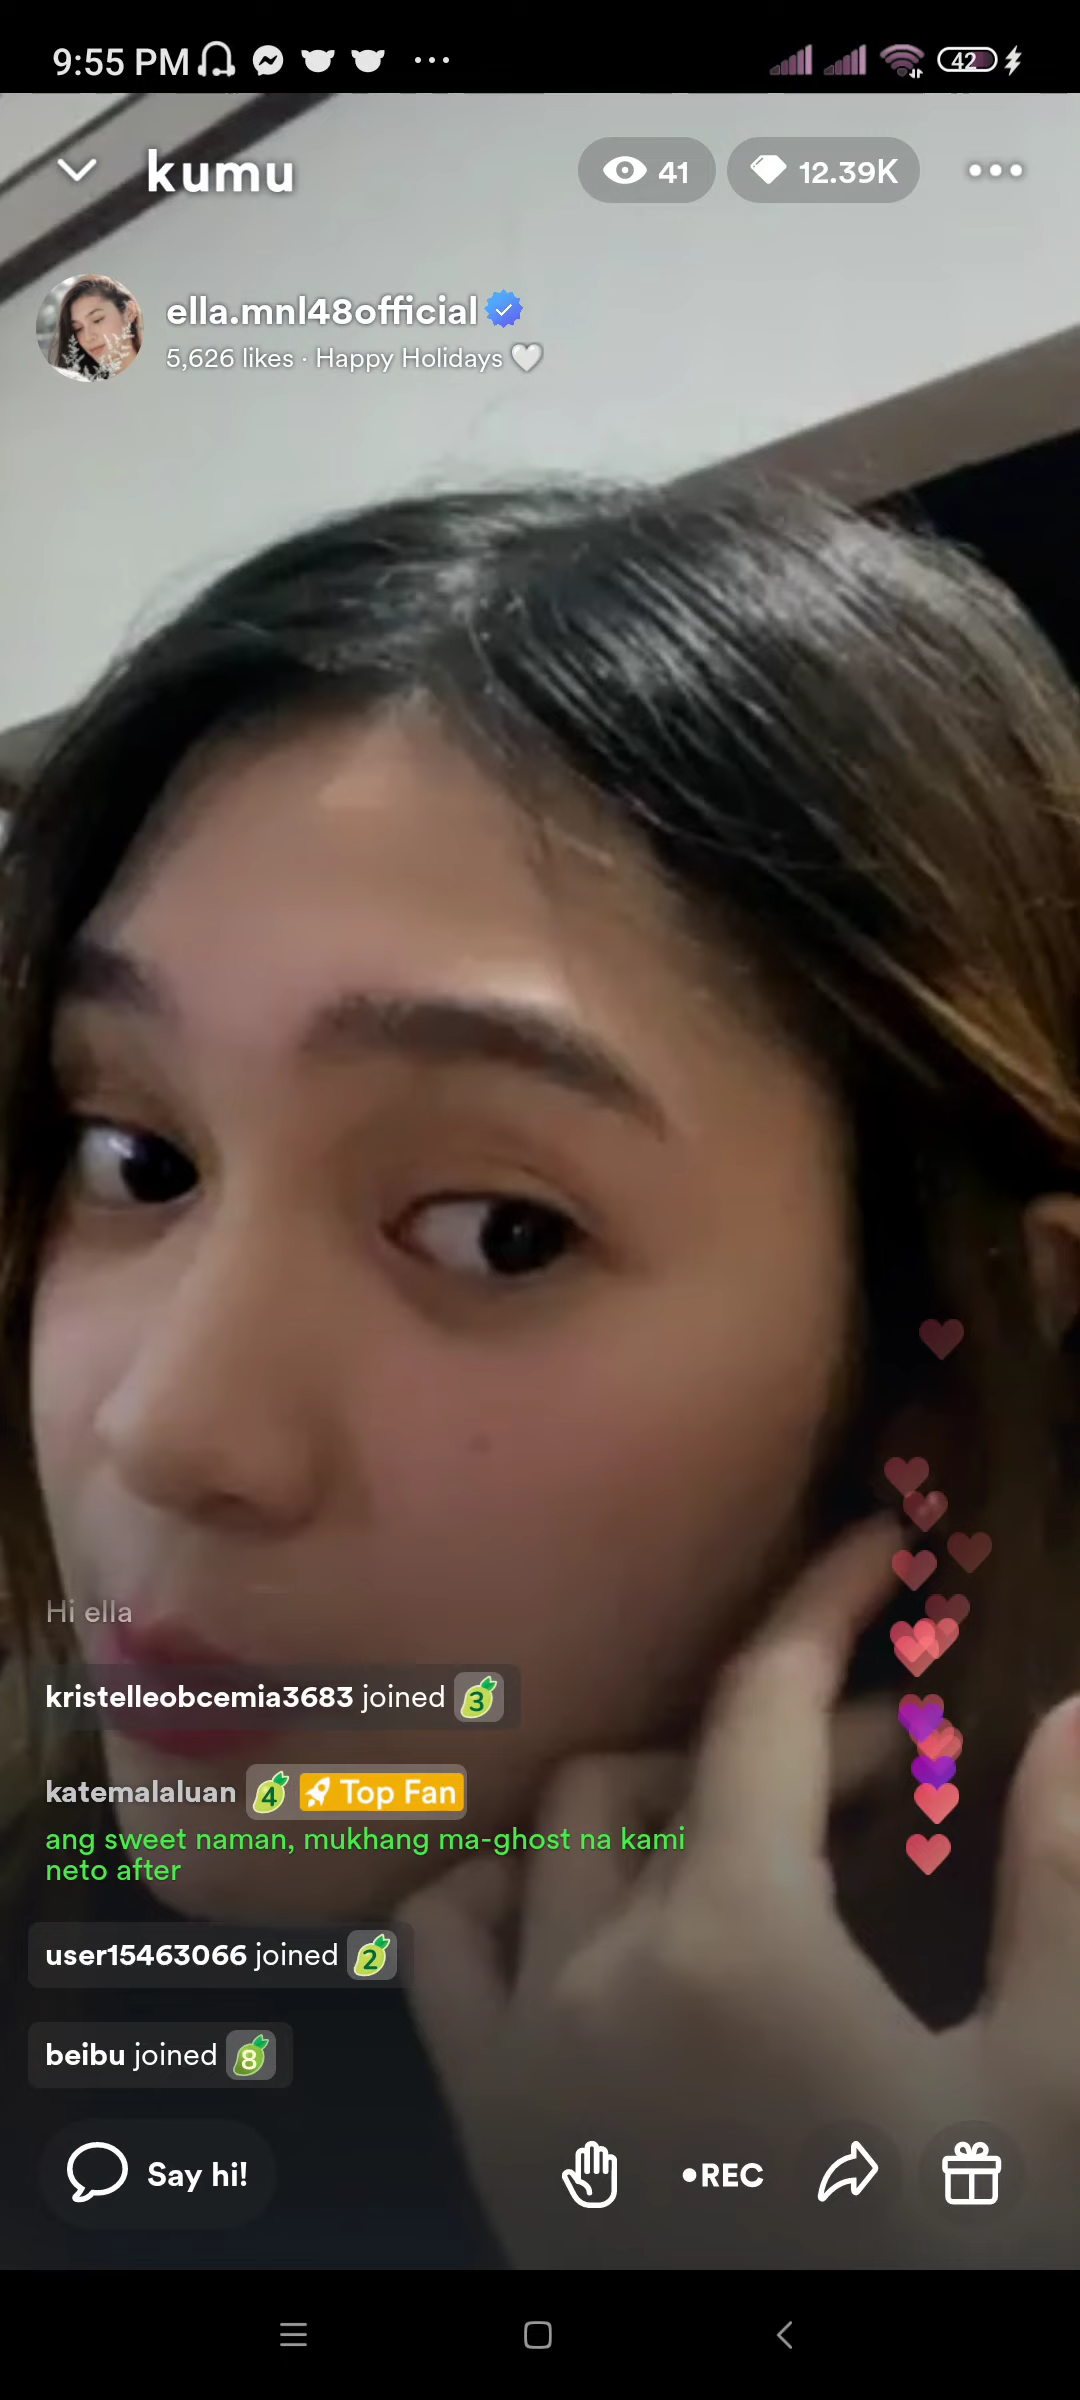 9:55 PM
42
kumu
41
12.39K
ella.mnl48official
5,626 likes · Happy Holidays 🤍
Hi ella
kristelleobcemia3683 joined 3
katemalaluan 4 Top Fan
ang sweet naman, mukhang ma-ghost na kami
neto after
user15463066 joined 2
beibu joined 8
Say hi!
•REC